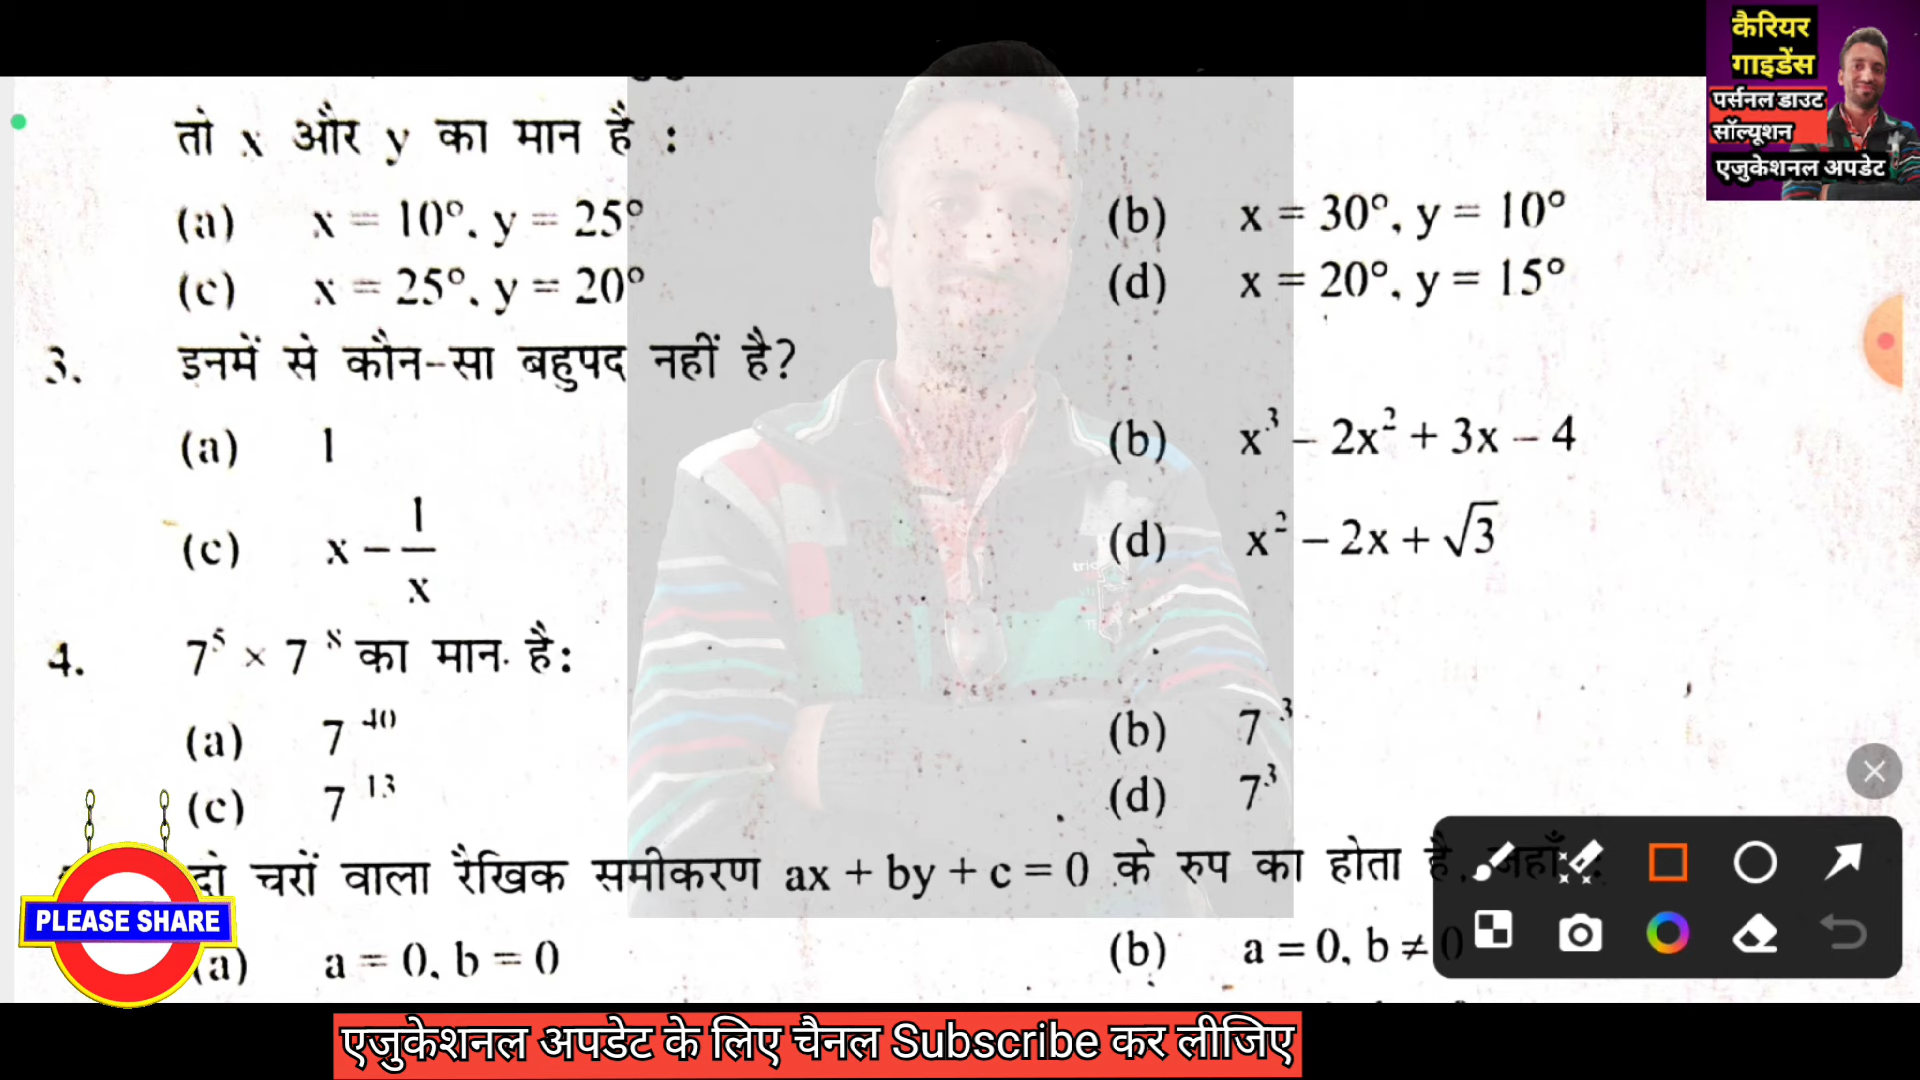 कैरियर
गाइडेंस
पर्सनल डाउट
सॉल्यूशन
एजुकेशनल अपडेट
तो x और y का मान है :
(a) x = 10°, y = 25°
(b) x = 30°, y = 10°
(c) x = 25°, y = 20°
(d) x = 20°, y = 15°
3. इनमें से कौन-सा बहुपद नहीं है?
(a) 1
(b) x³ – 2x² + 3x – 4
(c) x – 1/x
(d) x² – 2x + √3
4. 7⁵ × 7⁸ का मान है:
(a) 7⁴⁰
(b) 7
(c) 7¹³
(d) 7³
दो चरों वाला रैखिक समीकरण ax + by + c = 0 के रुप का होता है, जहाँ :
(a) a = 0, b = 0
(b) a = 0, b ≠ 0
PLEASE SHARE
एजुकेशनल अपडेट के लिए चैनल Subscribe कर लीजिए